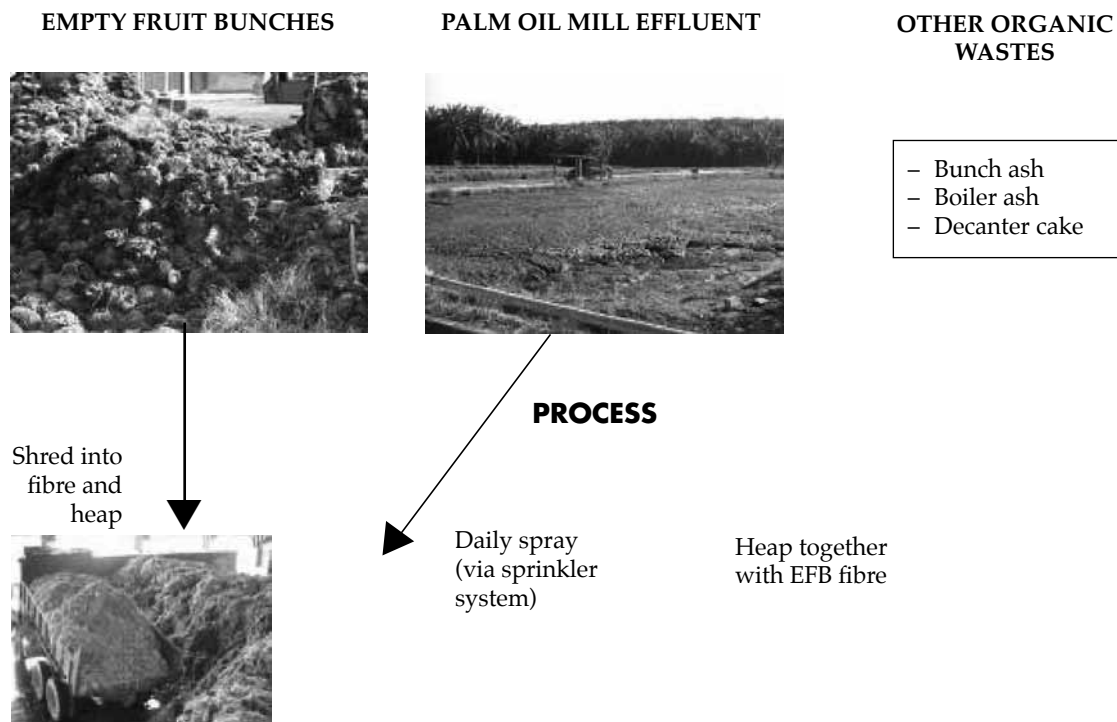 EMPTY FRUIT BUNCHES
PALM OIL MILL EFFLUENT
OTHER ORGANIC
WASTES
– Bunch ash
– Boiler ash
– Decanter cake
PROCESS
Shred into
fibre and
heap
Daily spray
(via sprinkler
system)
Heap together
with EFB fibre